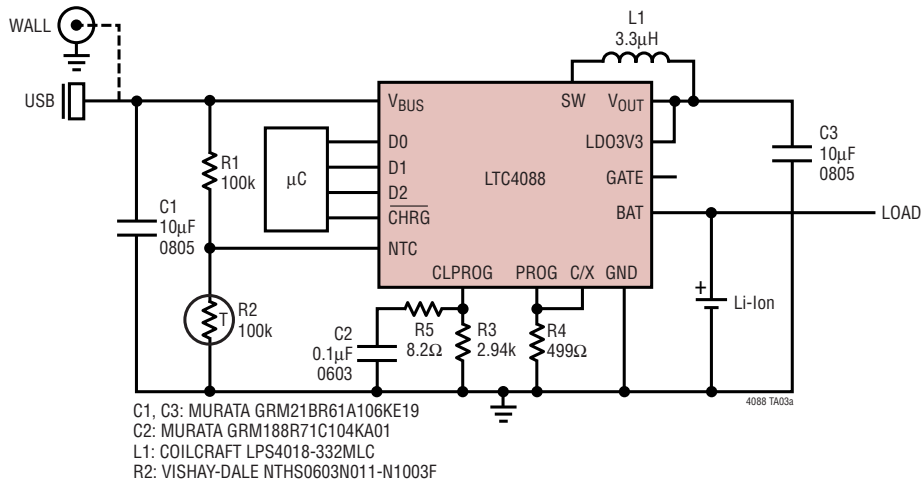 WALL
USB
L1
3.3µH
VBUS
SW
VOUT
D0
D1
D2
CHRG
NTC
µC
LTC4088
LDO3V3
GATE
BAT
CLPROG
PROG
C/X
GND
R1
100k
C1
10µF
0805
T
R2
100k
C2
0.1µF
0603
R5
8.2Ω
R3
2.94k
R4
499Ω
C3
10µF
0805
LOAD
+
Li-Ion
4088 TA03a
C1, C3: MURATA GRM21BR61A106KE19
C2: MURATA GRM188R71C104KA01
L1: COILCRAFT LPS4018-332MLC
R2: VISHAY-DALE NTHS0603N011-N1003F